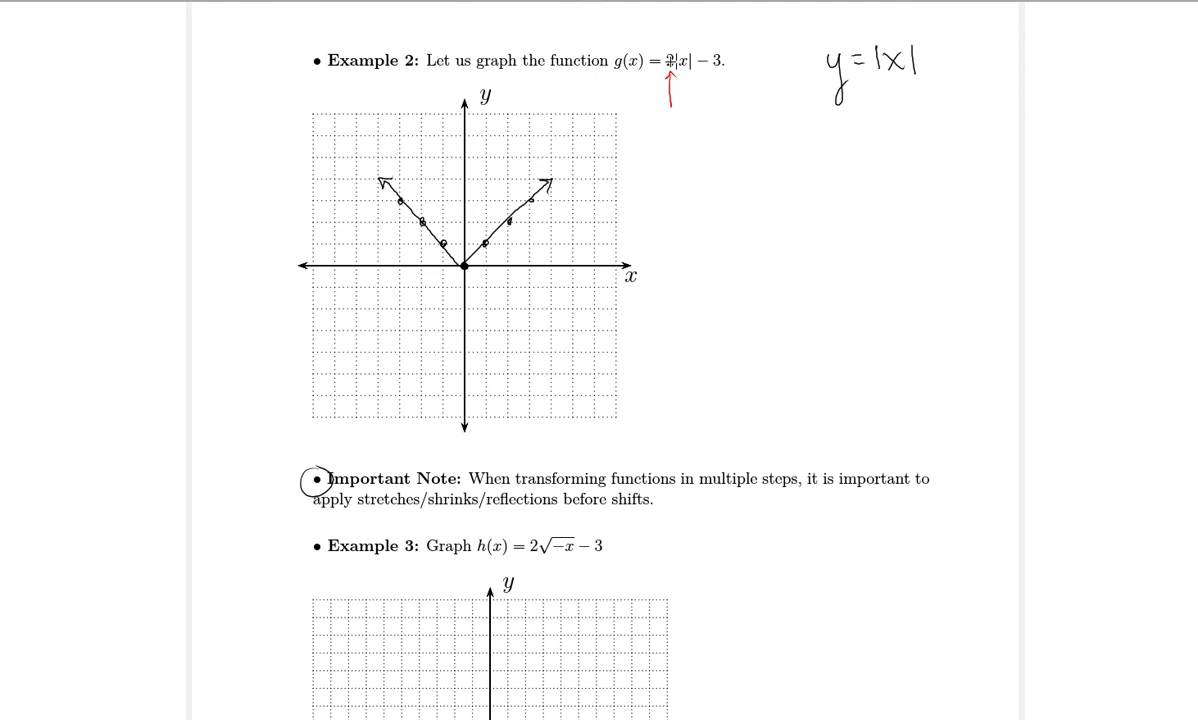 • Example 2: Let us graph the function g(x) = 2|x| − 3.
y = |x|
y
x
• Important Note: When transforming functions in multiple steps, it is important to
apply stretches/shrinks/reflections before shifts.
• Example 3: Graph h(x) = 2√−x − 3
y